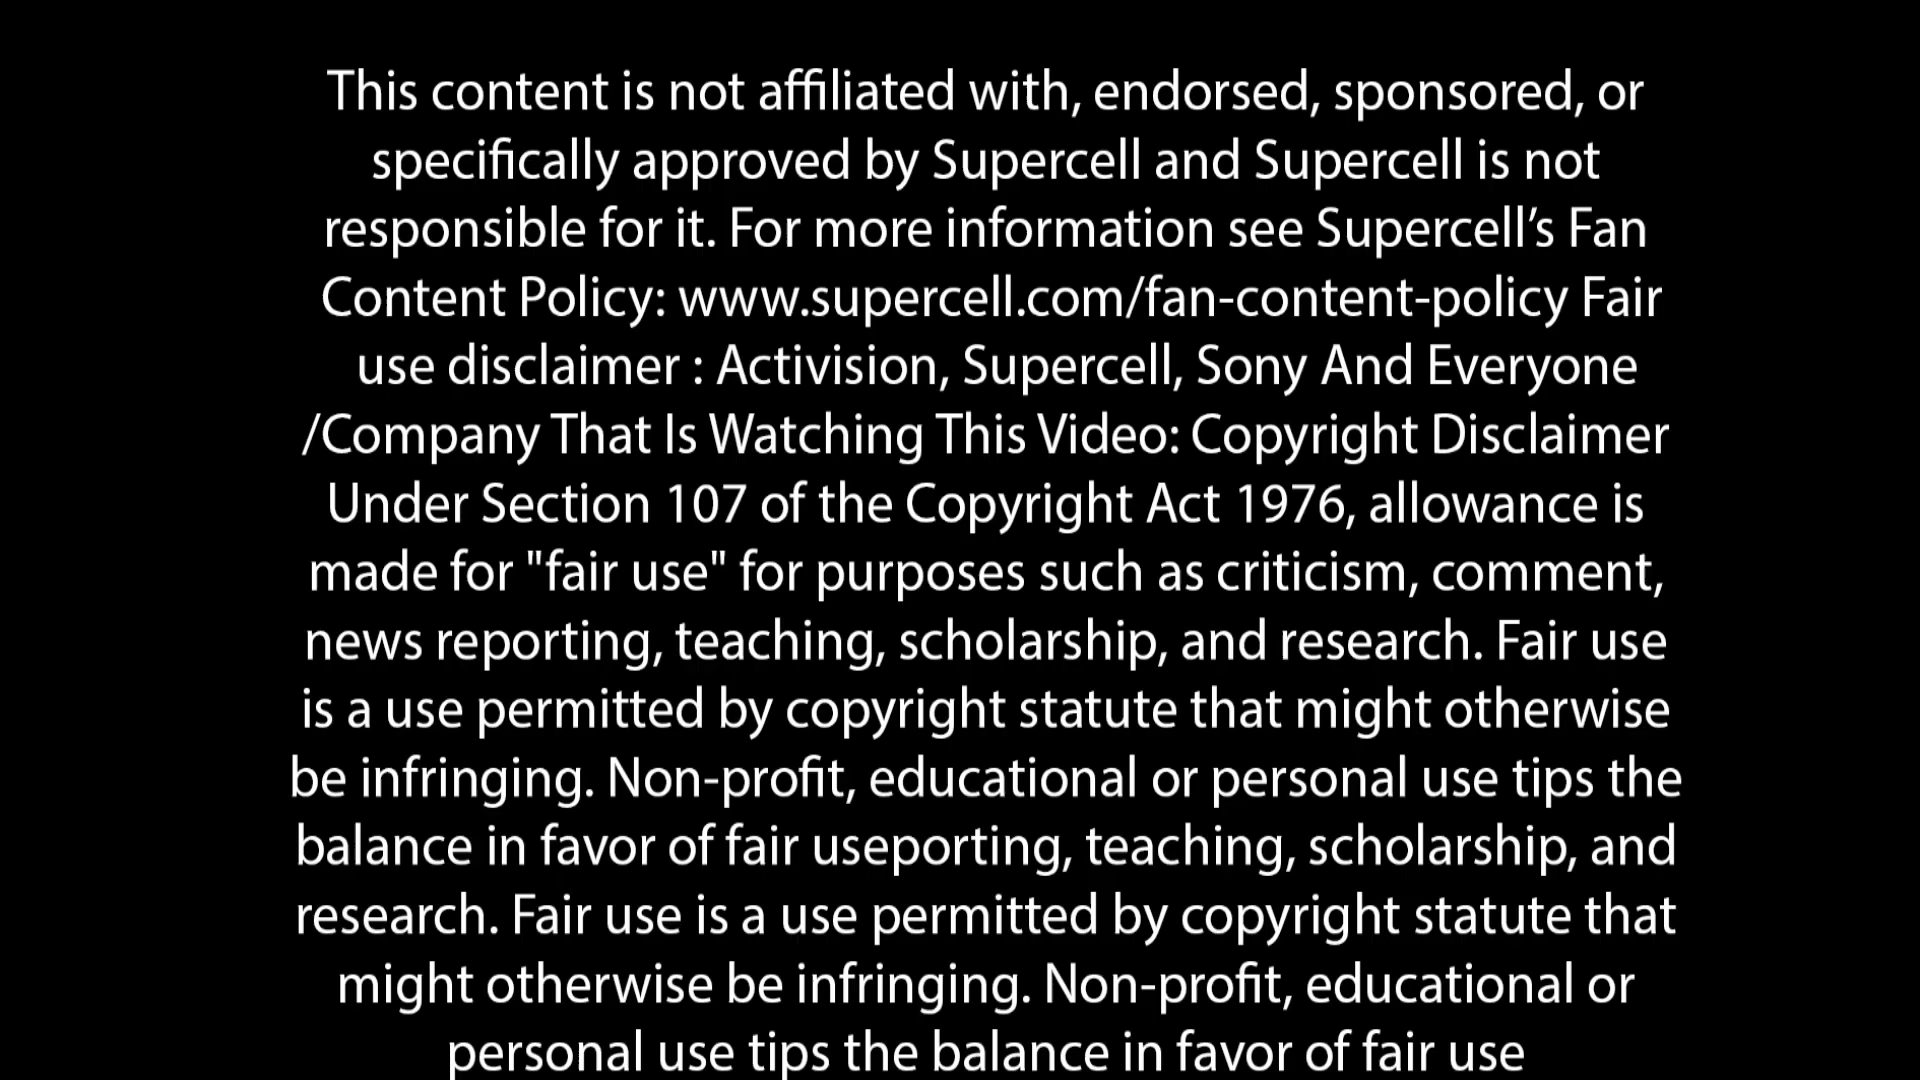 This content is not affiliated with, endorsed, sponsored, or
specifically approved by Supercell and Supercell is not
responsible for it. For more information see Supercell’s Fan
Content Policy: www.supercell.com/fan-content-policy Fair
use disclaimer : Activision, Supercell, Sony And Everyone
/Company That Is Watching This Video: Copyright Disclaimer
Under Section 107 of the Copyright Act 1976, allowance is
made for "fair use" for purposes such as criticism, comment,
news reporting, teaching, scholarship, and research. Fair use
is a use permitted by copyright statute that might otherwise
be infringing. Non-profit, educational or personal use tips the
balance in favor of fair useporting, teaching, scholarship, and
research. Fair use is a use permitted by copyright statute that
might otherwise be infringing. Non-profit, educational or
personal use tips the balance in favor of fair use